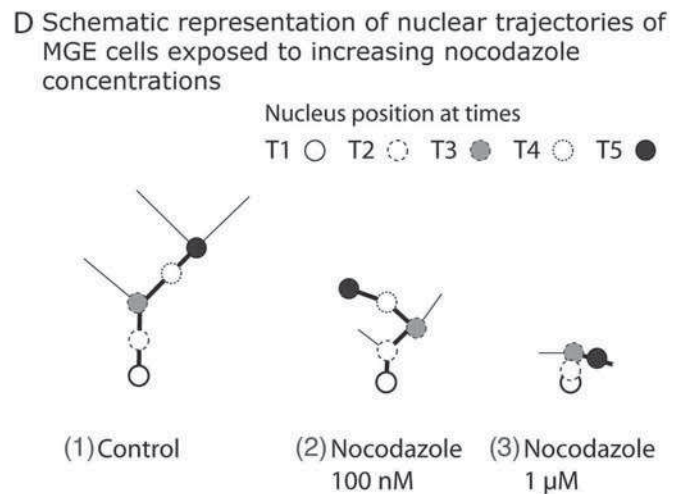 D Schematic representation of nuclear trajectories of
MGE cells exposed to increasing nocodazole
concentrations
Nucleus position at times
T1 T2 T3 T4 T5
(1) Control
(2) Nocodazole
100 nM
(3) Nocodazole
1 µM